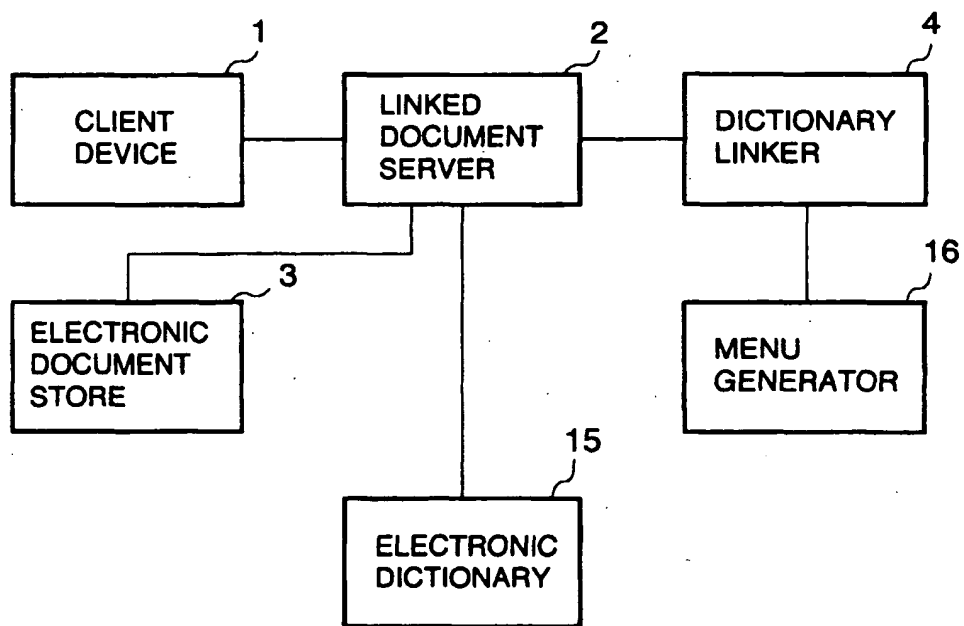 1
CLIENT
DEVICE
2
LINKED
DOCUMENT
SERVER
4
DICTIONARY
LINKER
3
ELECTRONIC
DOCUMENT
STORE
16
MENU
GENERATOR
15
ELECTRONIC
DICTIONARY